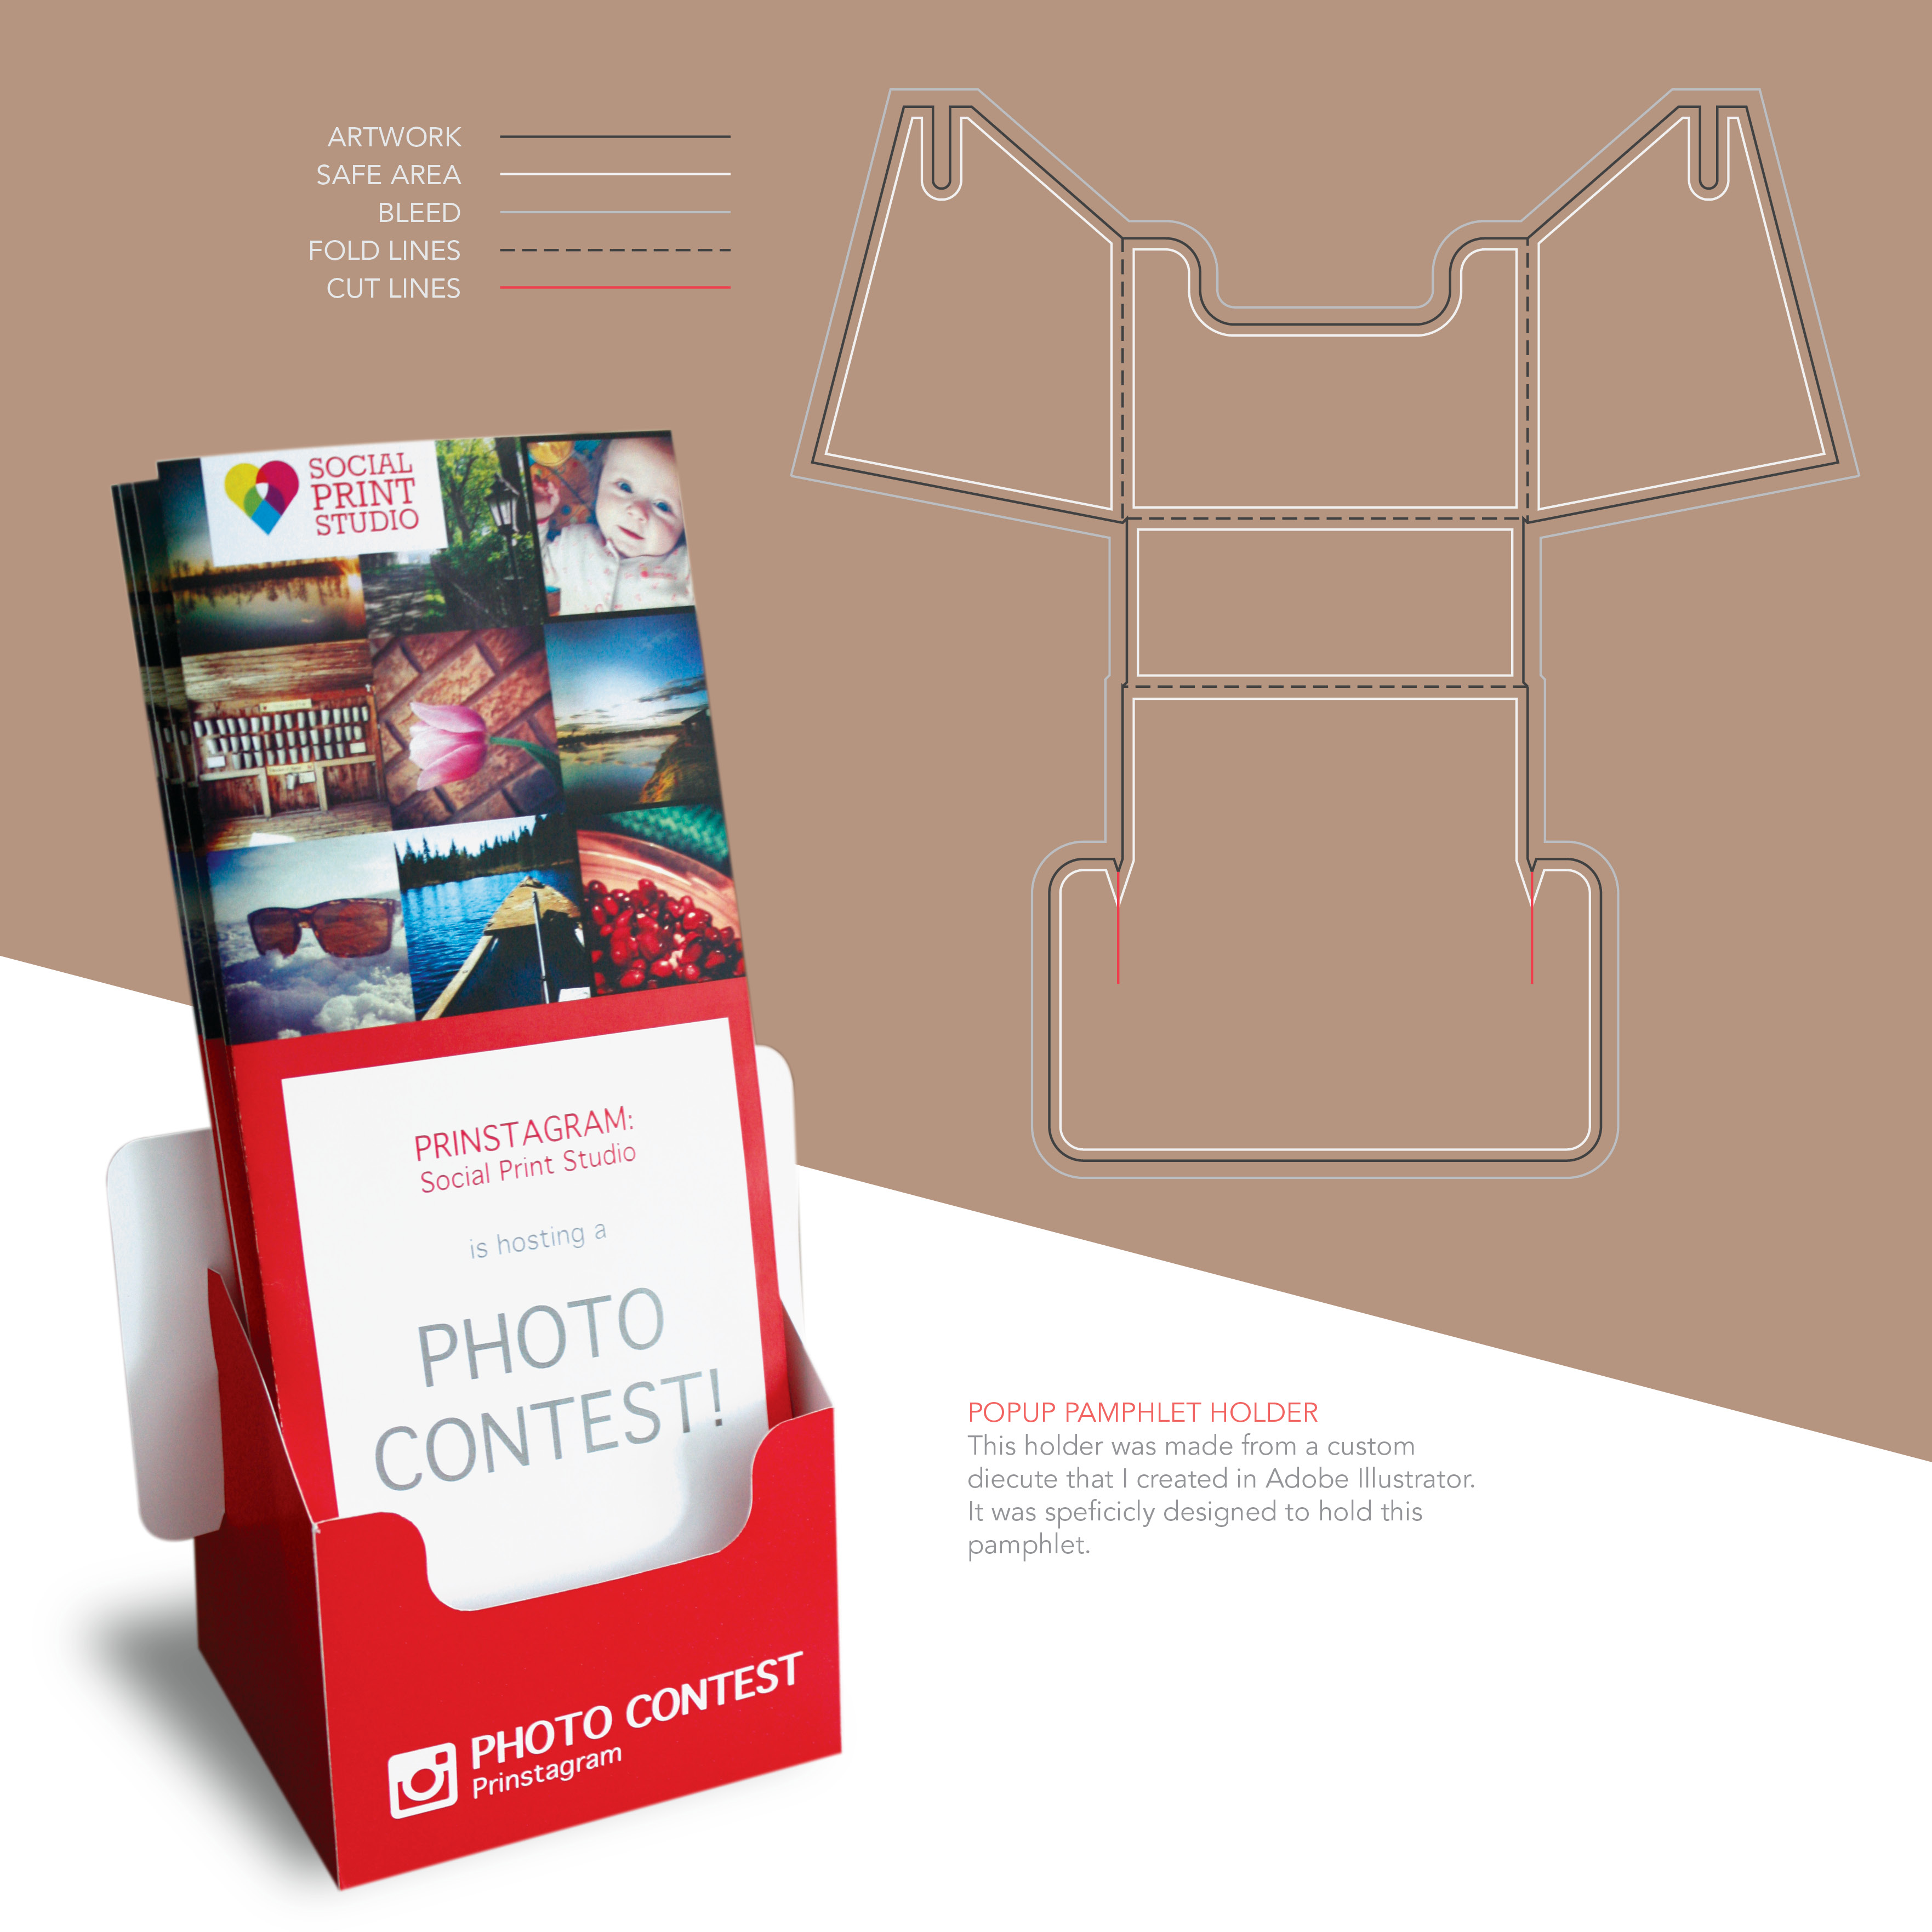 ARTWORK
SAFE AREA
BLEED
FOLD LINES
CUT LINES
SOCIAL
PRINT
STUDIO
PRINSTAGRAM:
Social Print Studio
is hosting a
PHOTO
CONTEST!
PHOTO CONTEST
Prinstagram
POPUP PAMPHLET HOLDER
This holder was made from a custom
diecute that I created in Adobe Illustrator.
It was speficicly designed to hold this
pamphlet.